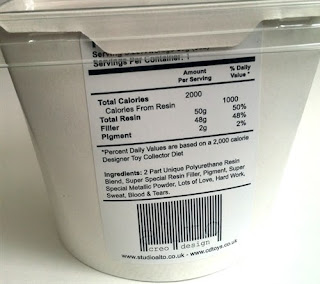 Servings Per Container: 1
Amount Per Serving
% Daily Value *
Total Calories 2000
Calories From Resin 1000
Total Resin 50g 50%
Filler 48g 48%
Pigment 2g 2%
*Percent Daily Values are based on a 2,000 calorie
Designer Toy Collector Diet
Ingredients: 2 Part Unique Polyurethane Resin
Blend, Super Special Resin Filler, Pigment, Super
Special Metallic Powder, Lots of Love, Hard Work,
Sweat, Blood & Tears.
creo design
www.studioalto.co.uk www.cdtoys.co.uk